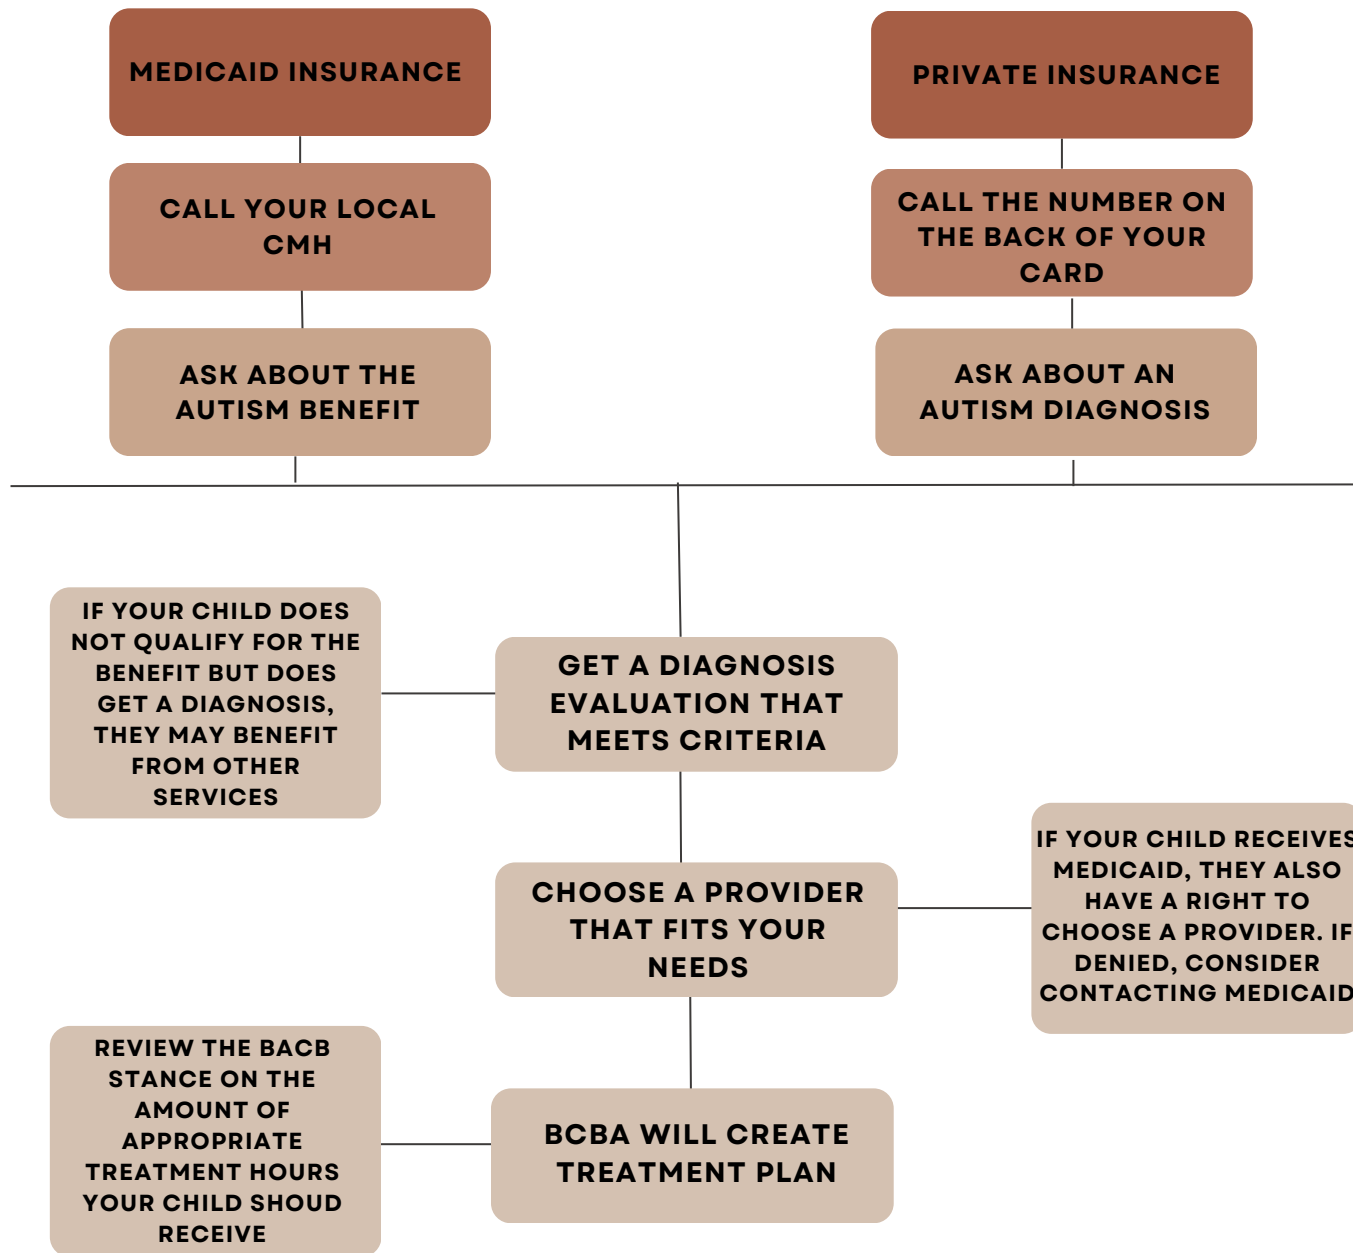 MEDICAID INSURANCE
PRIVATE INSURANCE
CALL YOUR LOCAL
CMH
CALL THE NUMBER ON
THE BACK OF YOUR
CARD
ASK ABOUT THE
AUTISM BENEFIT
ASK ABOUT AN
AUTISM DIAGNOSIS
IF YOUR CHILD DOES
NOT QUALIFY FOR THE
BENEFIT BUT DOES
GET A DIAGNOSIS,
THEY MAY BENEFIT
FROM OTHER
SERVICES
GET A DIAGNOSIS
EVALUATION THAT
MEETS CRITERIA
CHOOSE A PROVIDER
THAT FITS YOUR
NEEDS
IF YOUR CHILD RECEIVES
MEDICAID, THEY ALSO
HAVE A RIGHT TO
CHOOSE A PROVIDER. IF
DENIED, CONSIDER
CONTACTING MEDICAID
REVIEW THE BACB
STANCE ON THE
AMOUNT OF
APPROPRIATE
TREATMENT HOURS
YOUR CHILD SHOUD
RECEIVE
BCBA WILL CREATE
TREATMENT PLAN